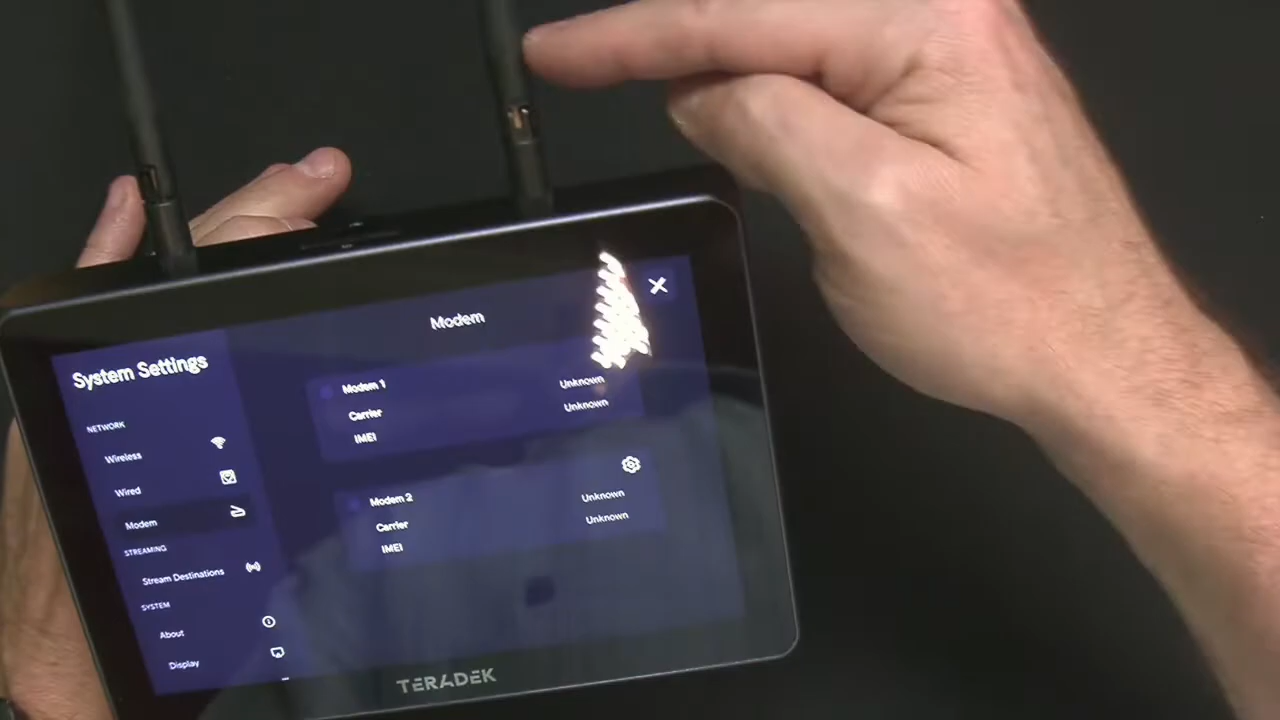 System Settings
NETWORK
Wireless
Wired
Modem
STREAMING
Stream Destinations
SYSTEM
About
Display
Modem
Modem 1
Carrier Unknown
IMEI Unknown
Modem 2
Carrier Unknown
IMEI Unknown
TERADEK